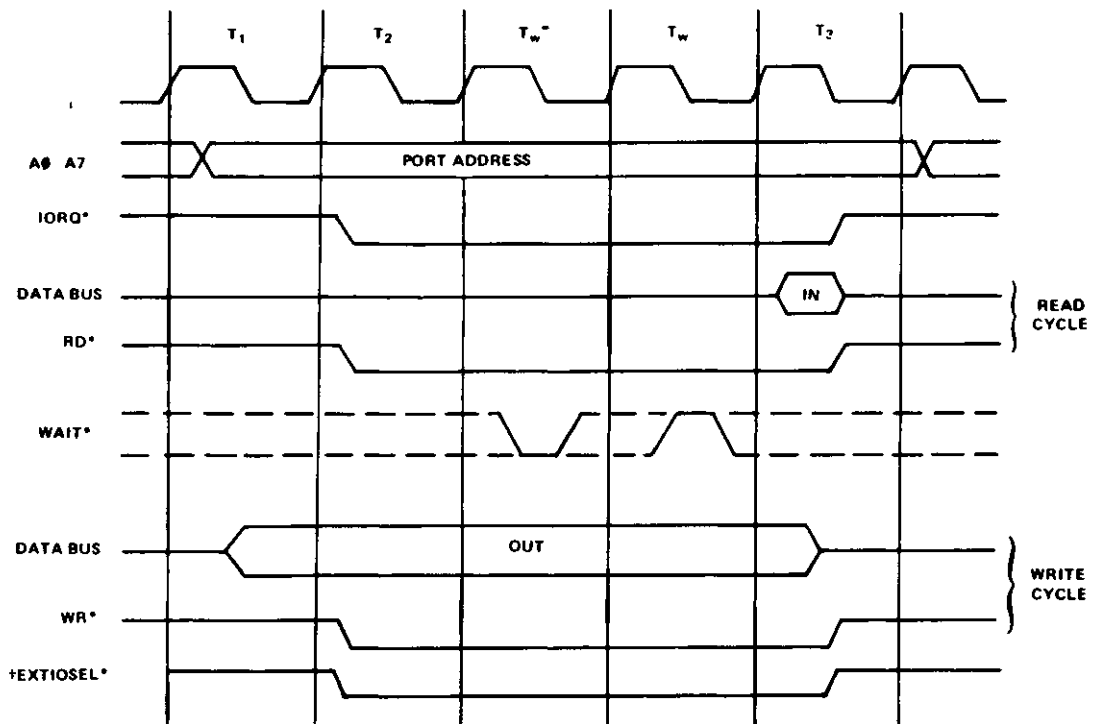 T1 T2 Tw* Tw T3
AØ A7 PORT ADDRESS
IORQ*
DATA BUS IN
READ
CYCLE
RD*
WAIT*
DATA BUS OUT
WRITE
CYCLE
WR*
†EXTIOSEL*